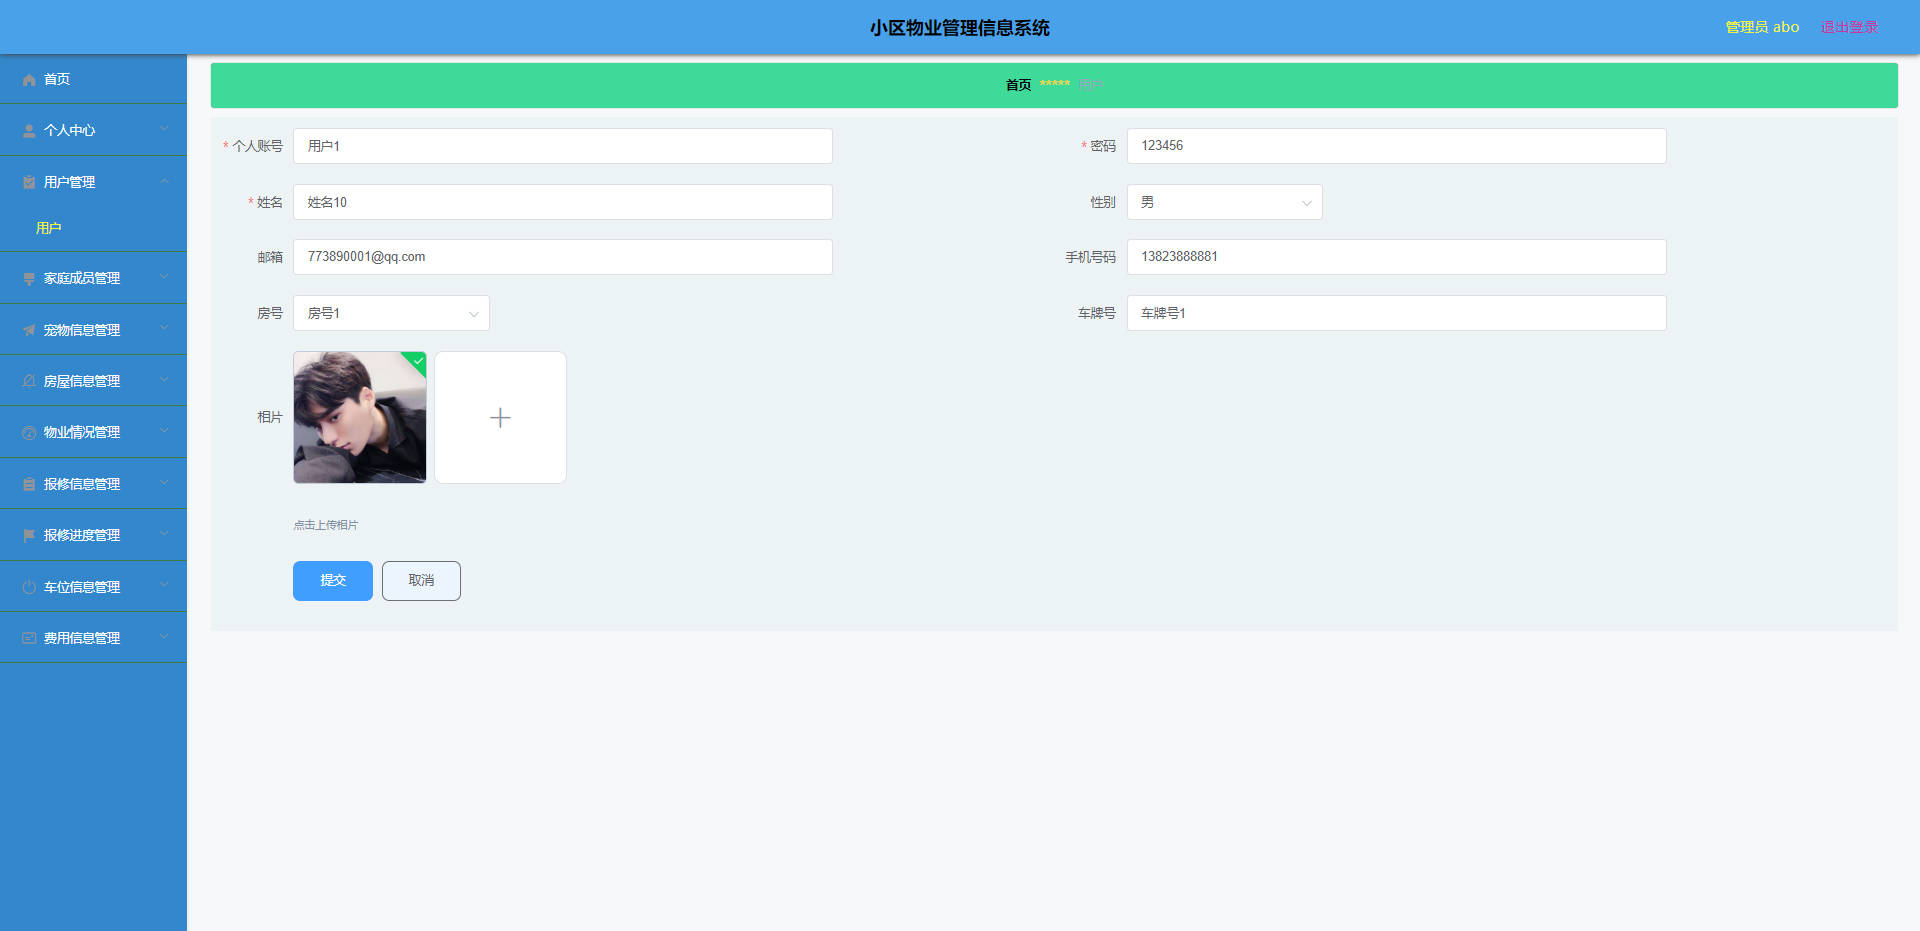 小区物业管理信息系统
管理员 abo 退出登录
首页
个人中心
用户管理
用户
家庭成员管理
宠物信息管理
房屋信息管理
物业情况管理
报修信息管理
报修进度管理
车位信息管理
费用信息管理
首页 *****
* 个人账号 用户1
* 密码 123456
* 姓名 姓名10
性别 男
邮箱 773890001@qq.com
手机号码 13823888881
房号 房号1
车牌号 车牌号1
相片
点击上传相片
提交 取消